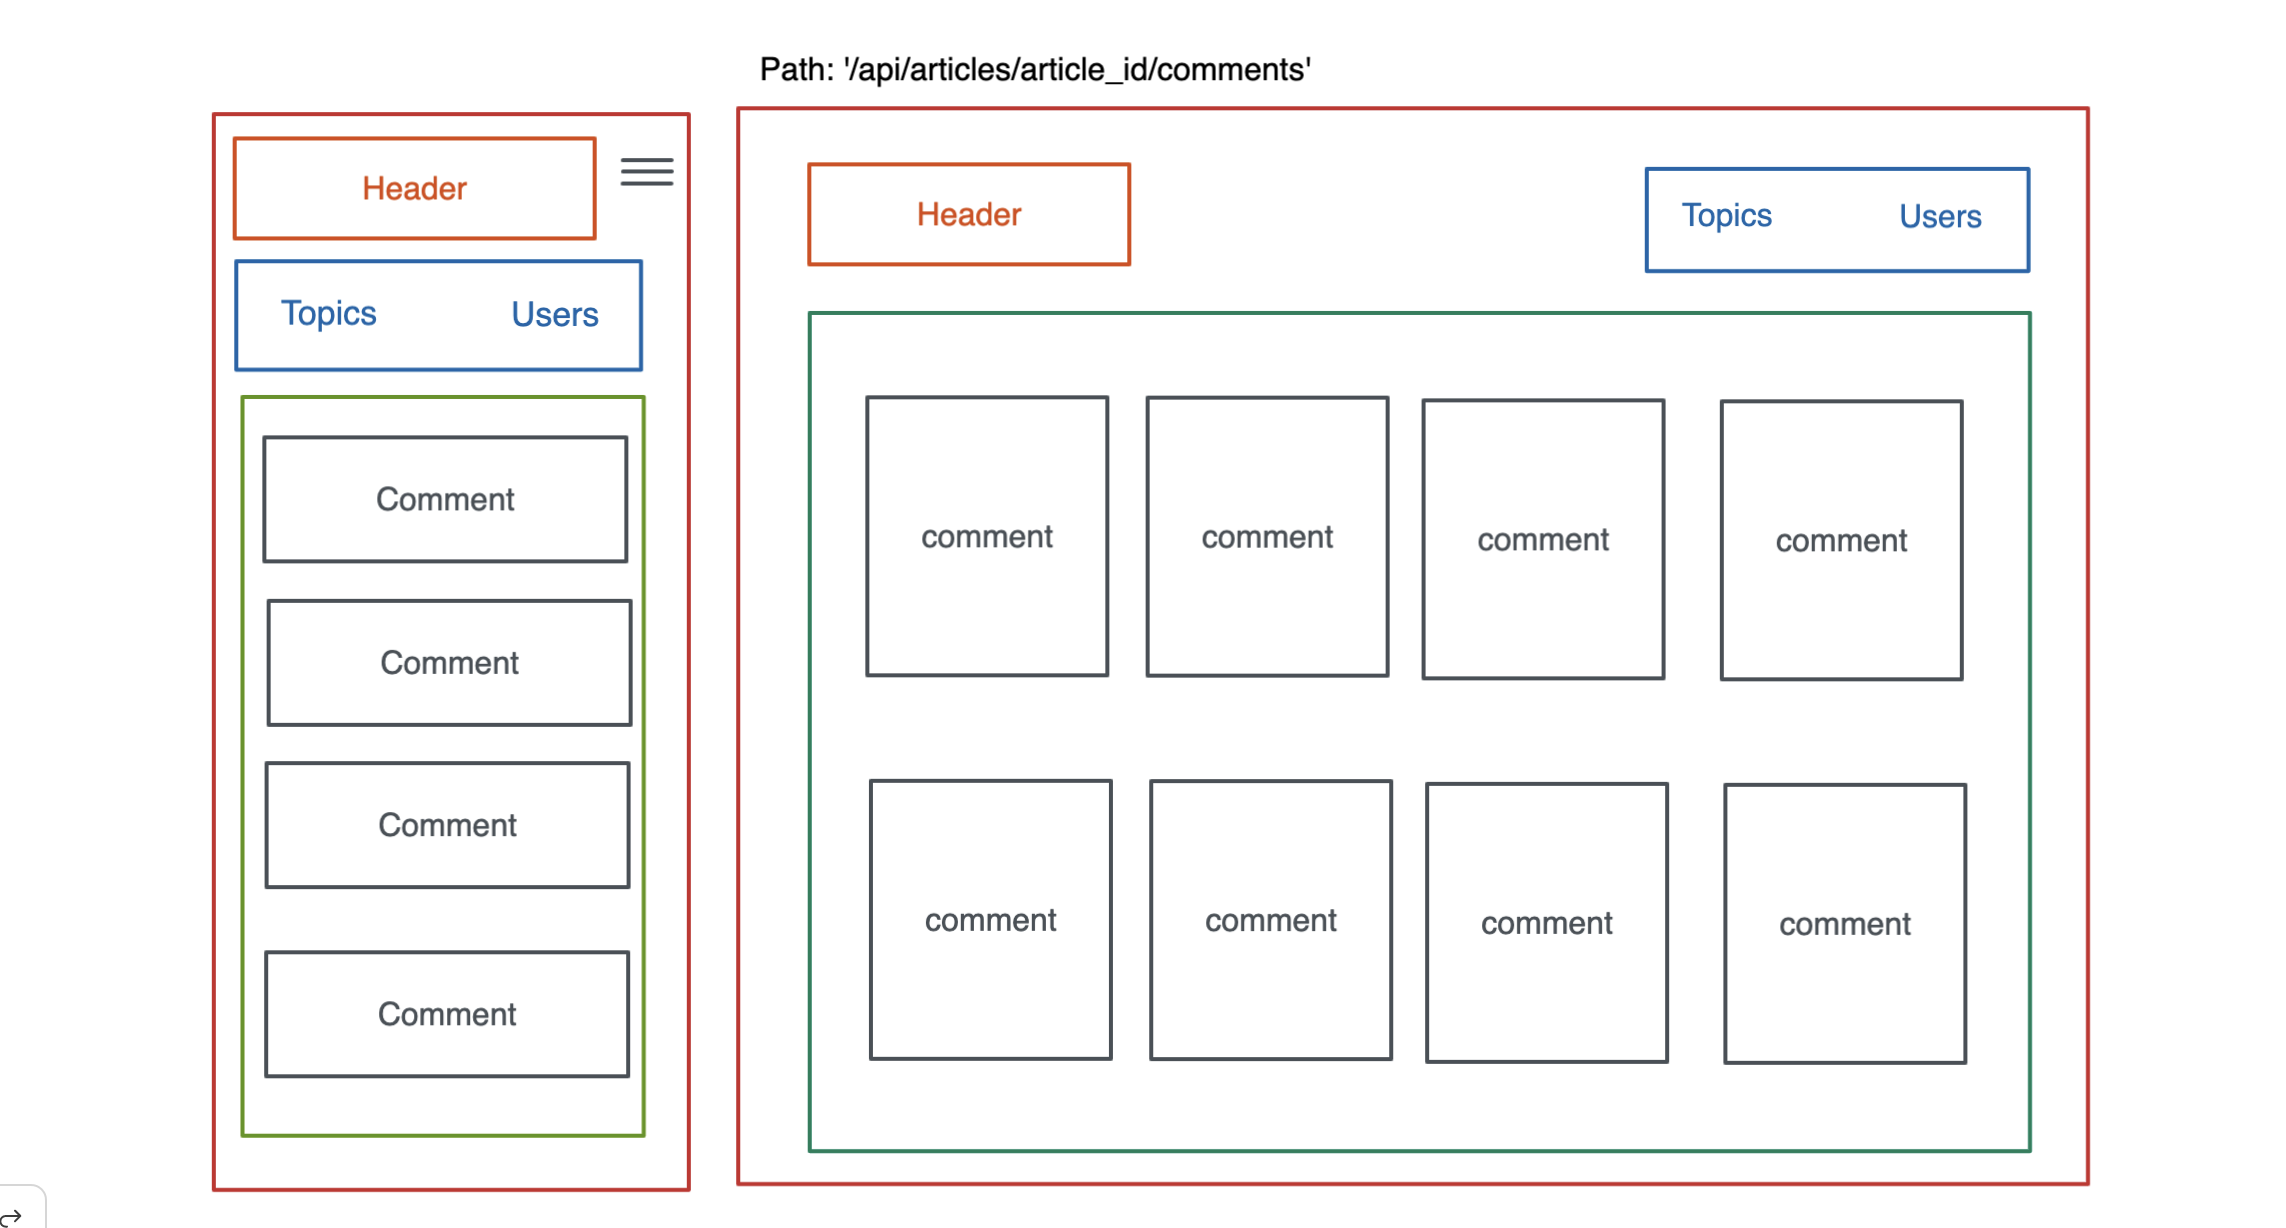 Path: '/api/articles/article_id/comments'
Header
Topics Users
Comment
Comment
Comment
Comment
Header
Topics Users
comment comment comment comment
comment comment comment comment